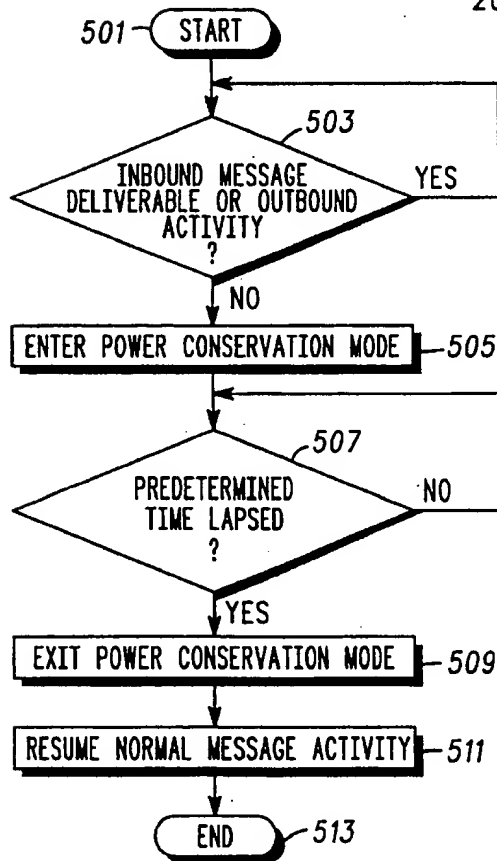 20
501 START
503
INBOUND MESSAGE
DELIVERABLE OR OUTBOUND
ACTIVITY
?
YES
NO
ENTER POWER CONSERVATION MODE 505
507
PREDETERMINED
TIME LAPSED
?
NO
YES
EXIT POWER CONSERVATION MODE 509
RESUME NORMAL MESSAGE ACTIVITY 511
END 513